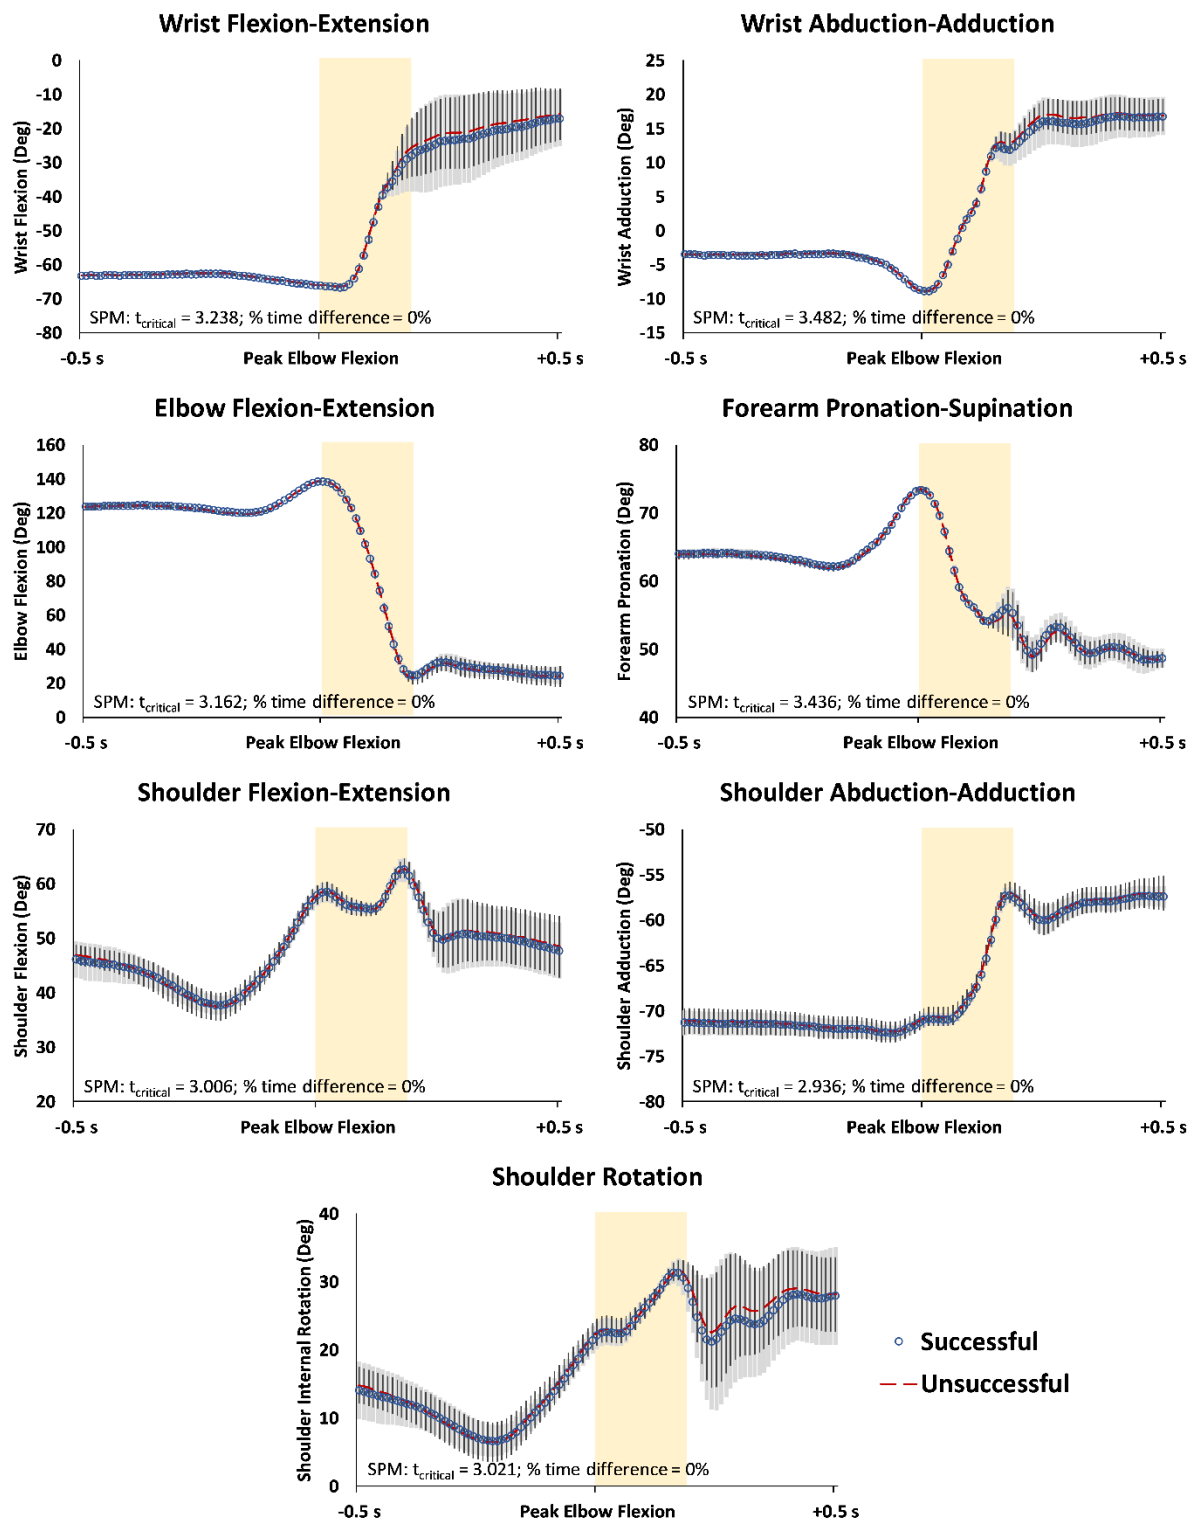 Wrist Flexion-Extension
Wrist Flexion (Deg)
0
-10
-20
-30
-40
-50
-60
-70
-80
SPM: tcritical = 3.238; % time difference = 0%
-0.5 s Peak Elbow Flexion +0.5 s
Wrist Abduction-Adduction
Wrist Adduction (Deg)
25
20
15
10
5
0
-5
-10
-15
SPM: tcritical = 3.482; % time difference = 0%
-0.5 s Peak Elbow Flexion +0.5 s
Elbow Flexion-Extension
Elbow Flexion (Deg)
160
140
120
100
80
60
40
20
0
SPM: tcritical = 3.162; % time difference = 0%
-0.5 s Peak Elbow Flexion +0.5 s
Forearm Pronation-Supination
Forearm Pronation (Deg)
80
70
60
50
40
SPM: tcritical = 3.436; % time difference = 0%
-0.5 s Peak Elbow Flexion +0.5 s
Shoulder Flexion-Extension
Shoulder Flexion (Deg)
70
60
50
40
30
20
SPM: tcritical = 3.006; % time difference = 0%
-0.5 s Peak Elbow Flexion +0.5 s
Shoulder Abduction-Adduction
Shoulder Adduction (Deg)
-50
-55
-60
-65
-70
-75
-80
SPM: tcritical = 2.936; % time difference = 0%
-0.5 s Peak Elbow Flexion +0.5 s
Shoulder Rotation
Shoulder Internal Rotation (Deg)
40
30
20
10
0
SPM: tcritical = 3.021; % time difference = 0%
-0.5 s Peak Elbow Flexion +0.5 s
Successful
Unsuccessful